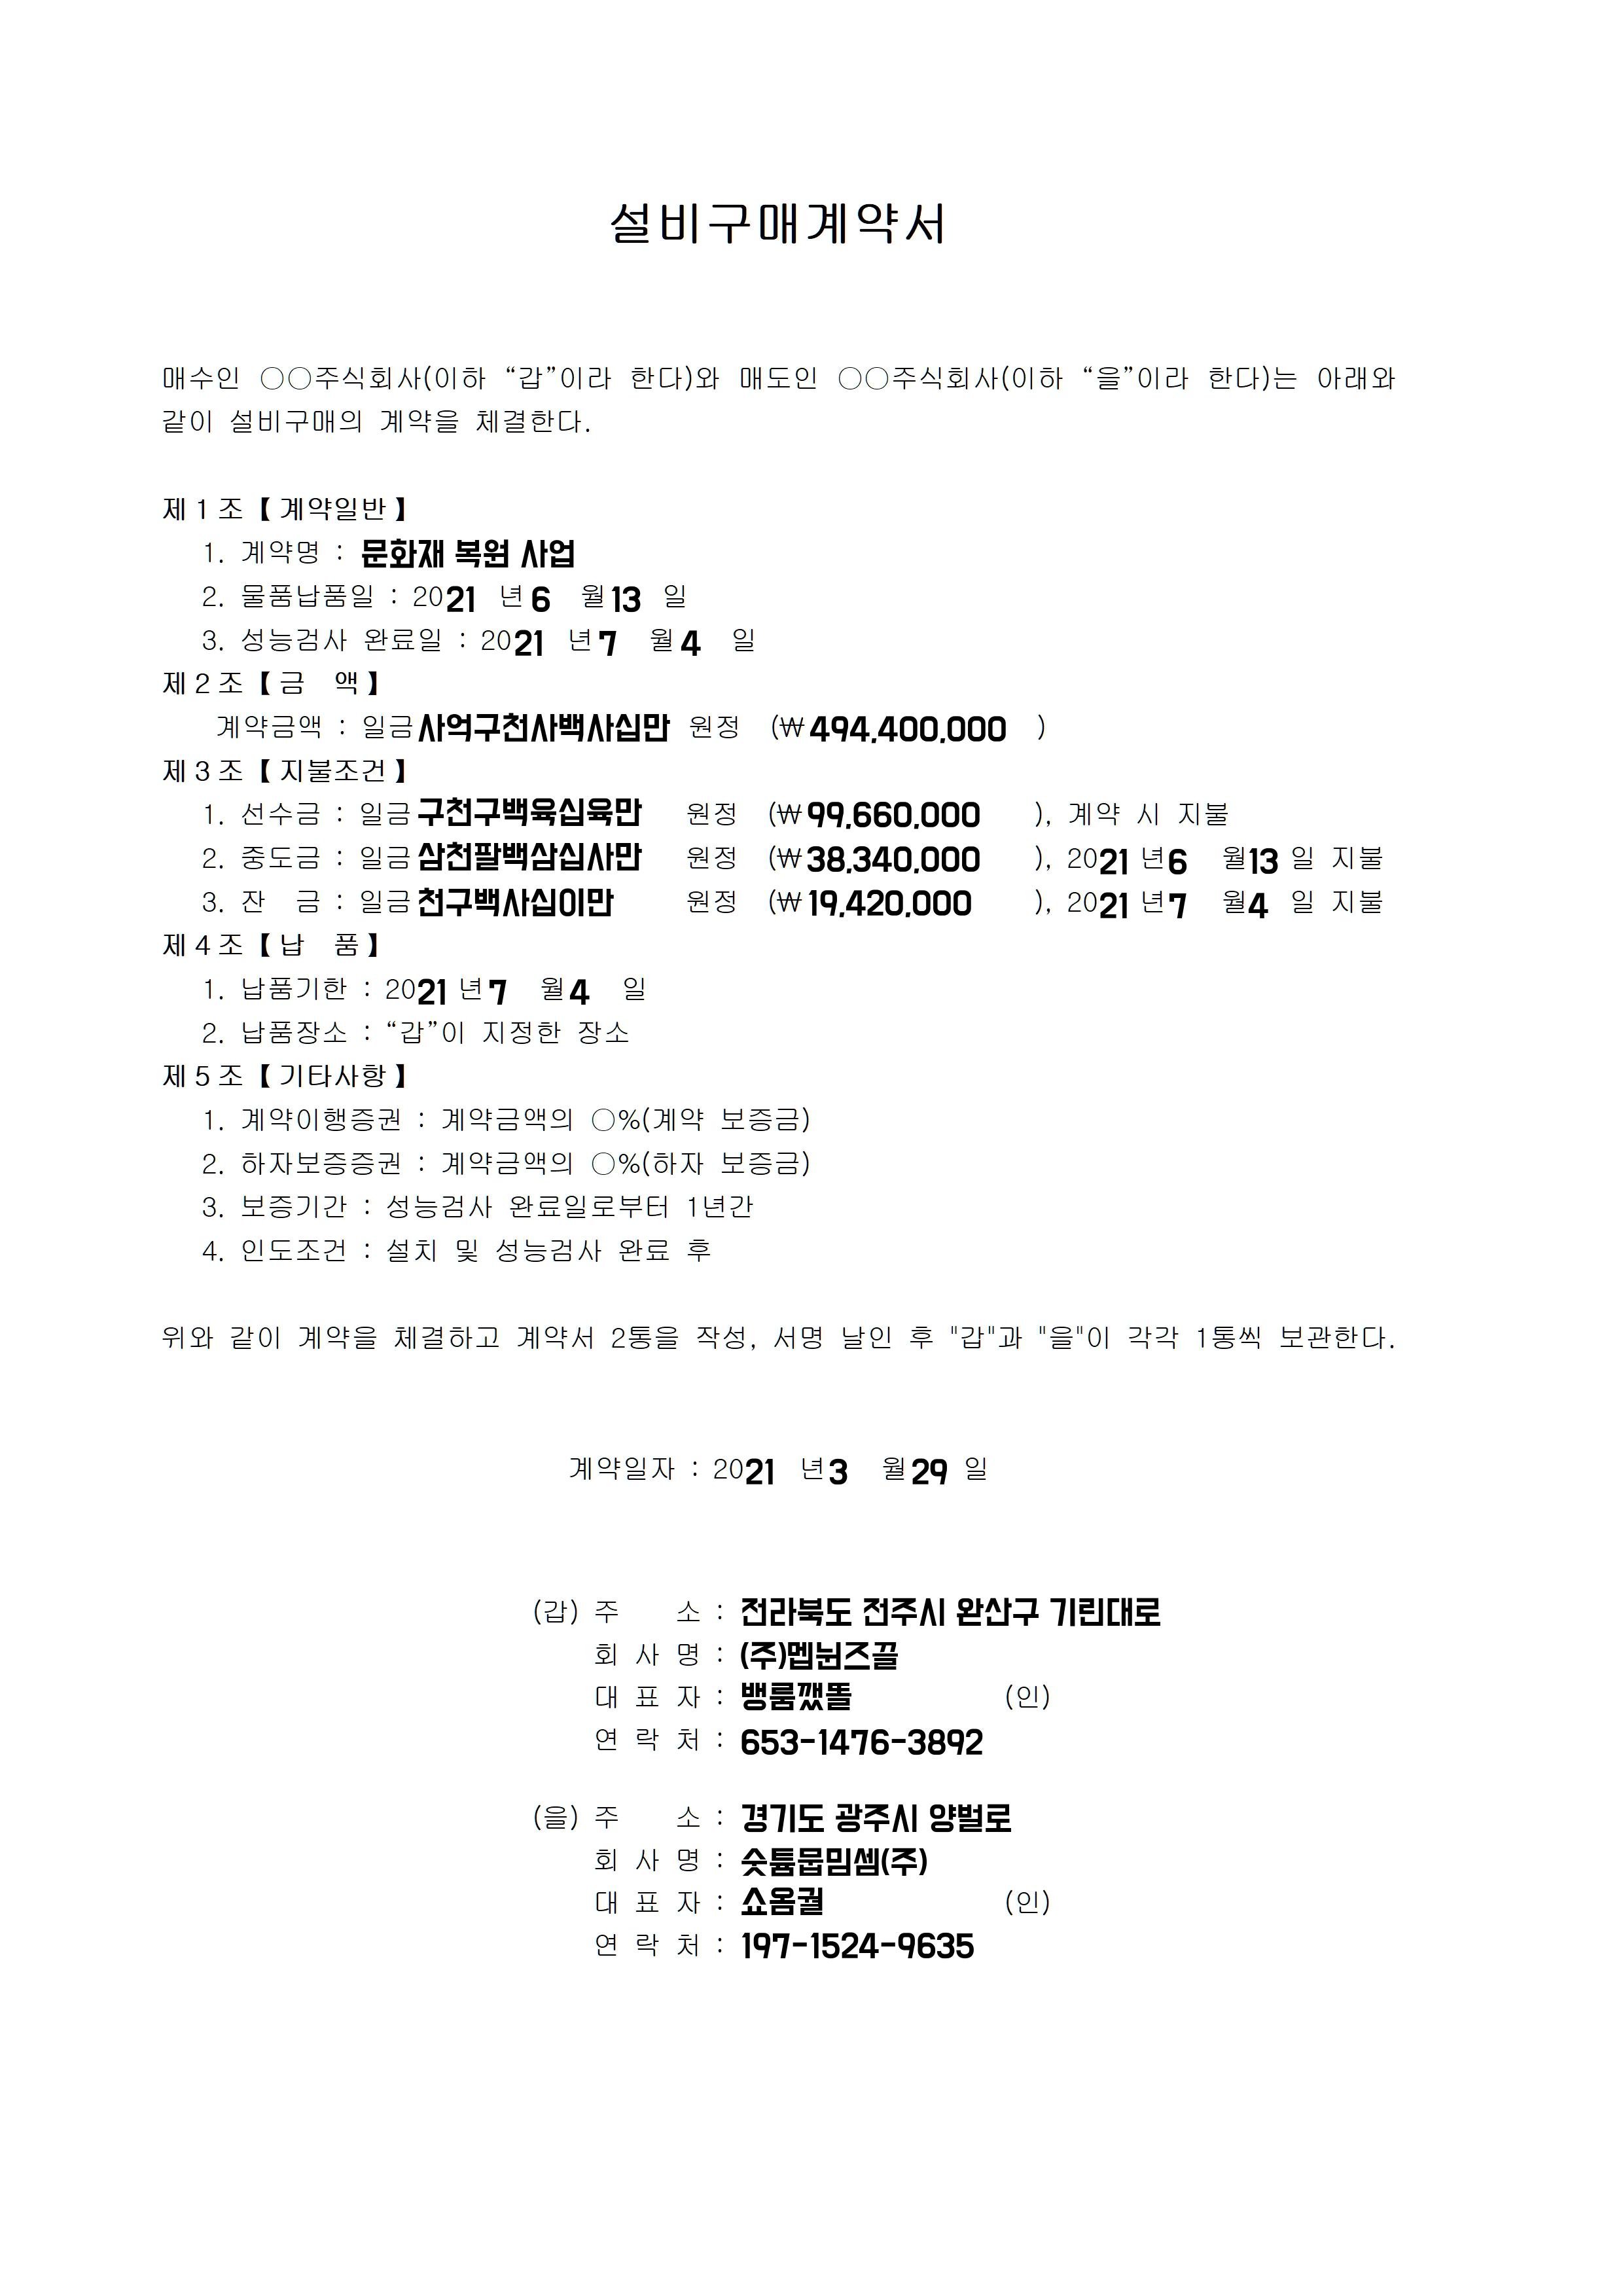 설비구매계약서
매수인 ○○주식회사(이하 “갑”이라 한다)와 매도인 ○○주식회사(이하 “을”이라 한다)는 아래와
같이 설비구매의 계약을 체결한다.
제 1 조【 계약일반 】
1. 계약명 : 문화재 복원 사업
2. 물품납품일 : 2021 년 6 월 13 일
3. 성능검사 완료일 : 2021 년 7 월 4 일
제 2 조【 금 액 】
계약금액 : 일금 사억구천사백사십만 원정 (₩ 494,400,000 )
제 3 조【 지불조건 】
1. 선수금 : 일금 구천구백육십육만 원정 (₩ 99,660,000 ), 계약 시 지불
2. 중도금 : 일금 삼천팔백삼십사만 원정 (₩ 38,340,000 ), 2021 년 6 월 13 일 지불
3. 잔 금 : 일금 천구백사십이만 원정 (₩ 19,420,000 ), 2021 년 7 월 4 일 지불
제 4 조【 납 품 】
1. 납품기한 : 2021 년 7 월 4 일
2. 납품장소 : “갑”이 지정한 장소
제 5 조【 기타사항 】
1. 계약이행증권 : 계약금액의 ○%(계약 보증금)
2. 하자보증증권 : 계약금액의 ○%(하자 보증금)
3. 보증기간 : 성능검사 완료일로부터 1년간
4. 인도조건 : 설치 및 성능검사 완료 후
위와 같이 계약을 체결하고 계약서 2통을 작성, 서명 날인 후 "갑"과 "을"이 각각 1통씩 보관한다.
계약일자 : 2021 년 3 월 29 일
(갑) 주 소 : 전라북도 전주시 완산구 기린대로
회 사 명 :
대 표 자 : (인)
연 락 처 : 653-1476-3892
(을) 주 소 : 경기도 광주시 양벌로
회 사 명 : 숏튬뭅밈셈(주)
대 표 자 : 쇼옴궐 (인)
연 락 처 : 197-1524-9635